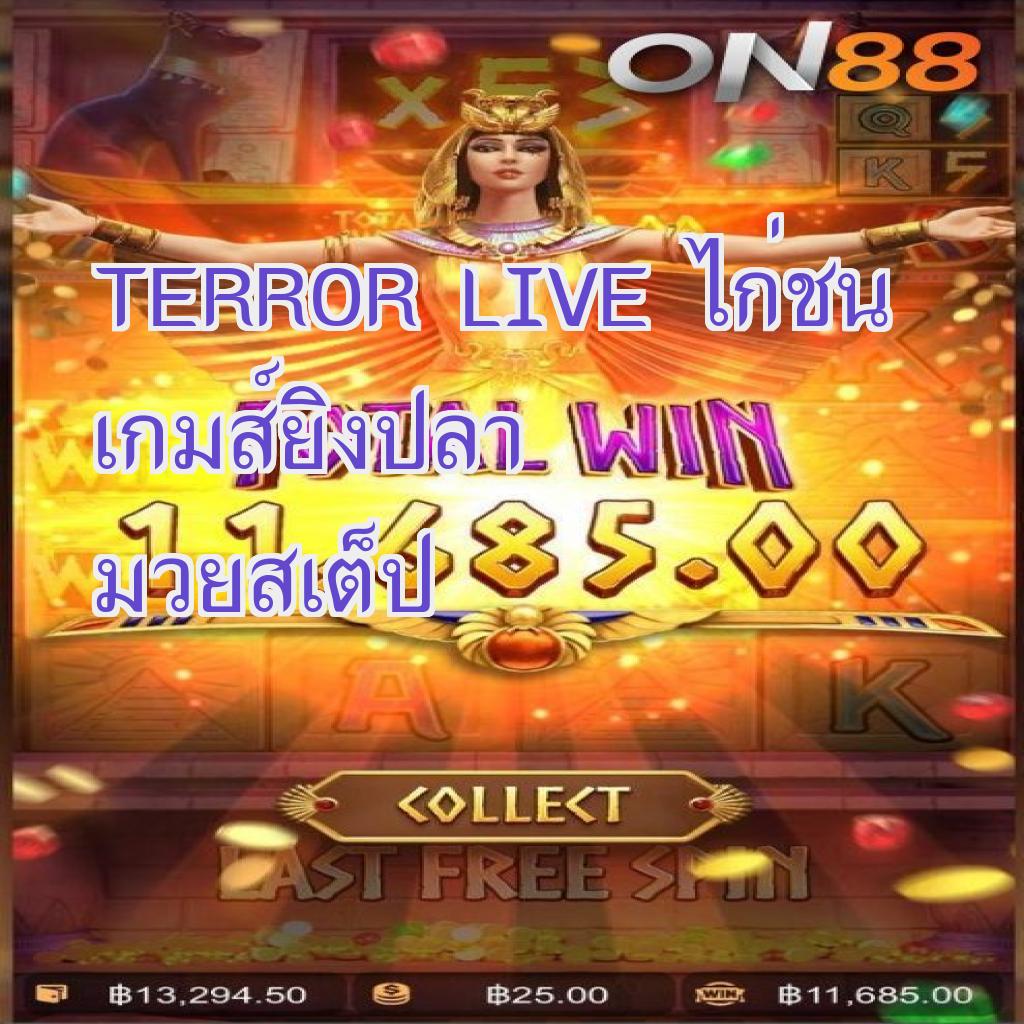 ON88
x53
Q
K 5
TERROR LIVE ไก่ชน
เกมส์ยิงปลา
TOTAL WIN
มวยสเต็ป
11,685.00
A K
COLLECT
LAST FREE SPIN
฿13,294.50 ฿25.00 WIN ฿11,685.00